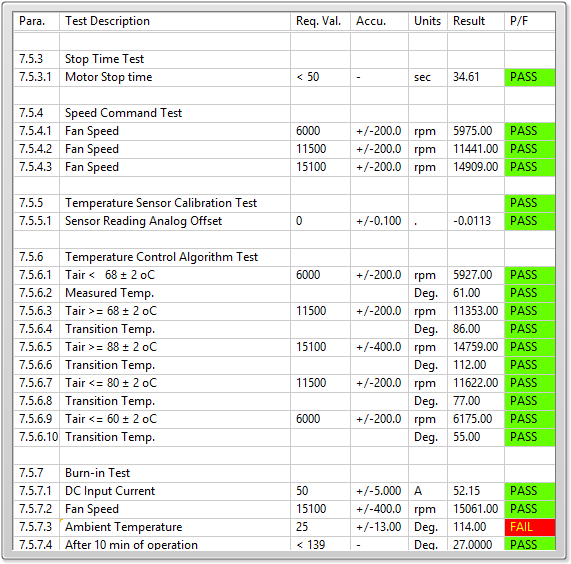 Para. Test Description Req. Val. Accu. Units Result P/F
7.5.3 Stop Time Test
7.5.3.1 Motor Stop time < 50 - sec 34.61 PASS
7.5.4 Speed Command Test
7.5.4.1 Fan Speed 6000 +/-200.0 rpm 5975.00 PASS
7.5.4.2 Fan Speed 11500 +/-200.0 rpm 11441.00 PASS
7.5.4.3 Fan Speed 15100 +/-200.0 rpm 14909.00 PASS
7.5.5 Temperature Sensor Calibration Test PASS
7.5.5.1 Sensor Reading Analog Offset 0 +/-0.100 . -0.0113 PASS
7.5.6 Temperature Control Algorithm Test
7.5.6.1 Tair < 68 ± 2 oC 6000 +/-200.0 rpm 5927.00 PASS
7.5.6.2 Measured Temp. Deg. 61.00 PASS
7.5.6.3 Tair >= 68 ± 2 oC 11500 +/-200.0 rpm 11353.00 PASS
7.5.6.4 Transition Temp. Deg. 86.00 PASS
7.5.6.5 Tair >= 88 ± 2 oC 15100 +/-400.0 rpm 14759.00 PASS
7.5.6.6 Transition Temp. Deg. 112.00 PASS
7.5.6.7 Tair <= 80 ± 2 oC 11500 +/-200.0 rpm 11622.00 PASS
7.5.6.8 Transition Temp. Deg. 77.00 PASS
7.5.6.9 Tair <= 60 ± 2 oC 6000 +/-200.0 rpm 6175.00 PASS
7.5.6.10 Transition Temp. Deg. 55.00 PASS
7.5.7 Burn-in Test
7.5.7.1 DC Input Current 50 +/-5.000 A 52.15 PASS
7.5.7.2 Fan Speed 15100 +/-400.0 rpm 15061.00 PASS
7.5.7.3 Ambient Temperature 25 +/-13.00 Deg. 114.00 FAIL
7.5.7.4 After 10 min of operation < 139 - Deg. 27.0000 PASS